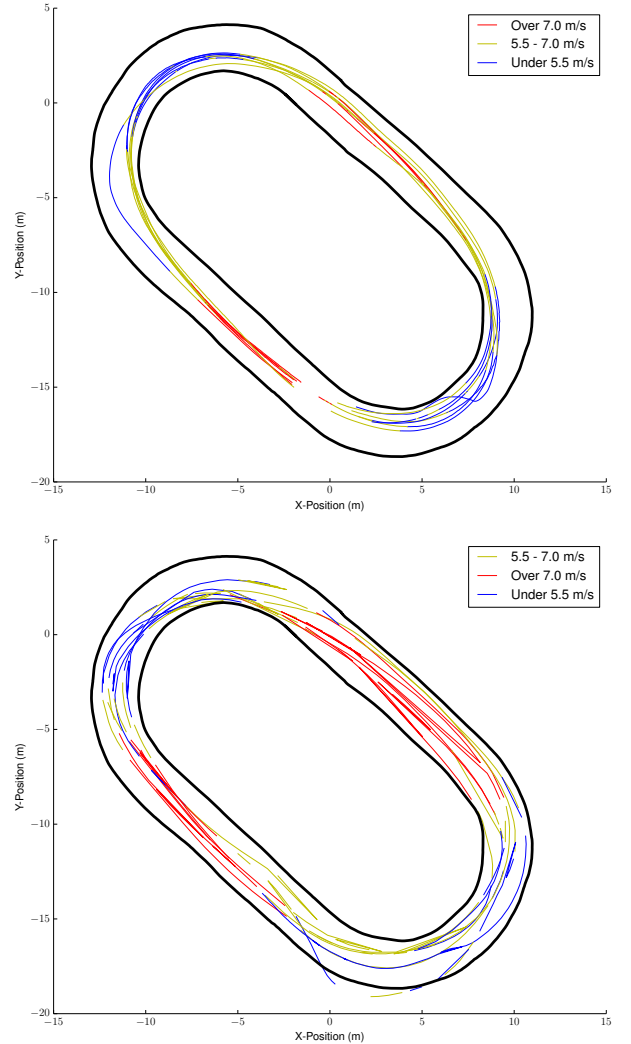 5
Over 7.0 m/s
5.5 - 7.0 m/s
Under 5.5 m/s
0
−5
Y-Position (m)
−10
−15
−20
−15 −10 −5 0 5 10 15
X-Position (m)
5
5.5 - 7.0 m/s
Over 7.0 m/s
Under 5.5 m/s
0
−5
Y-Position (m)
−10
−15
−20
−15 −10 −5 0 5 10 15
X-Position (m)